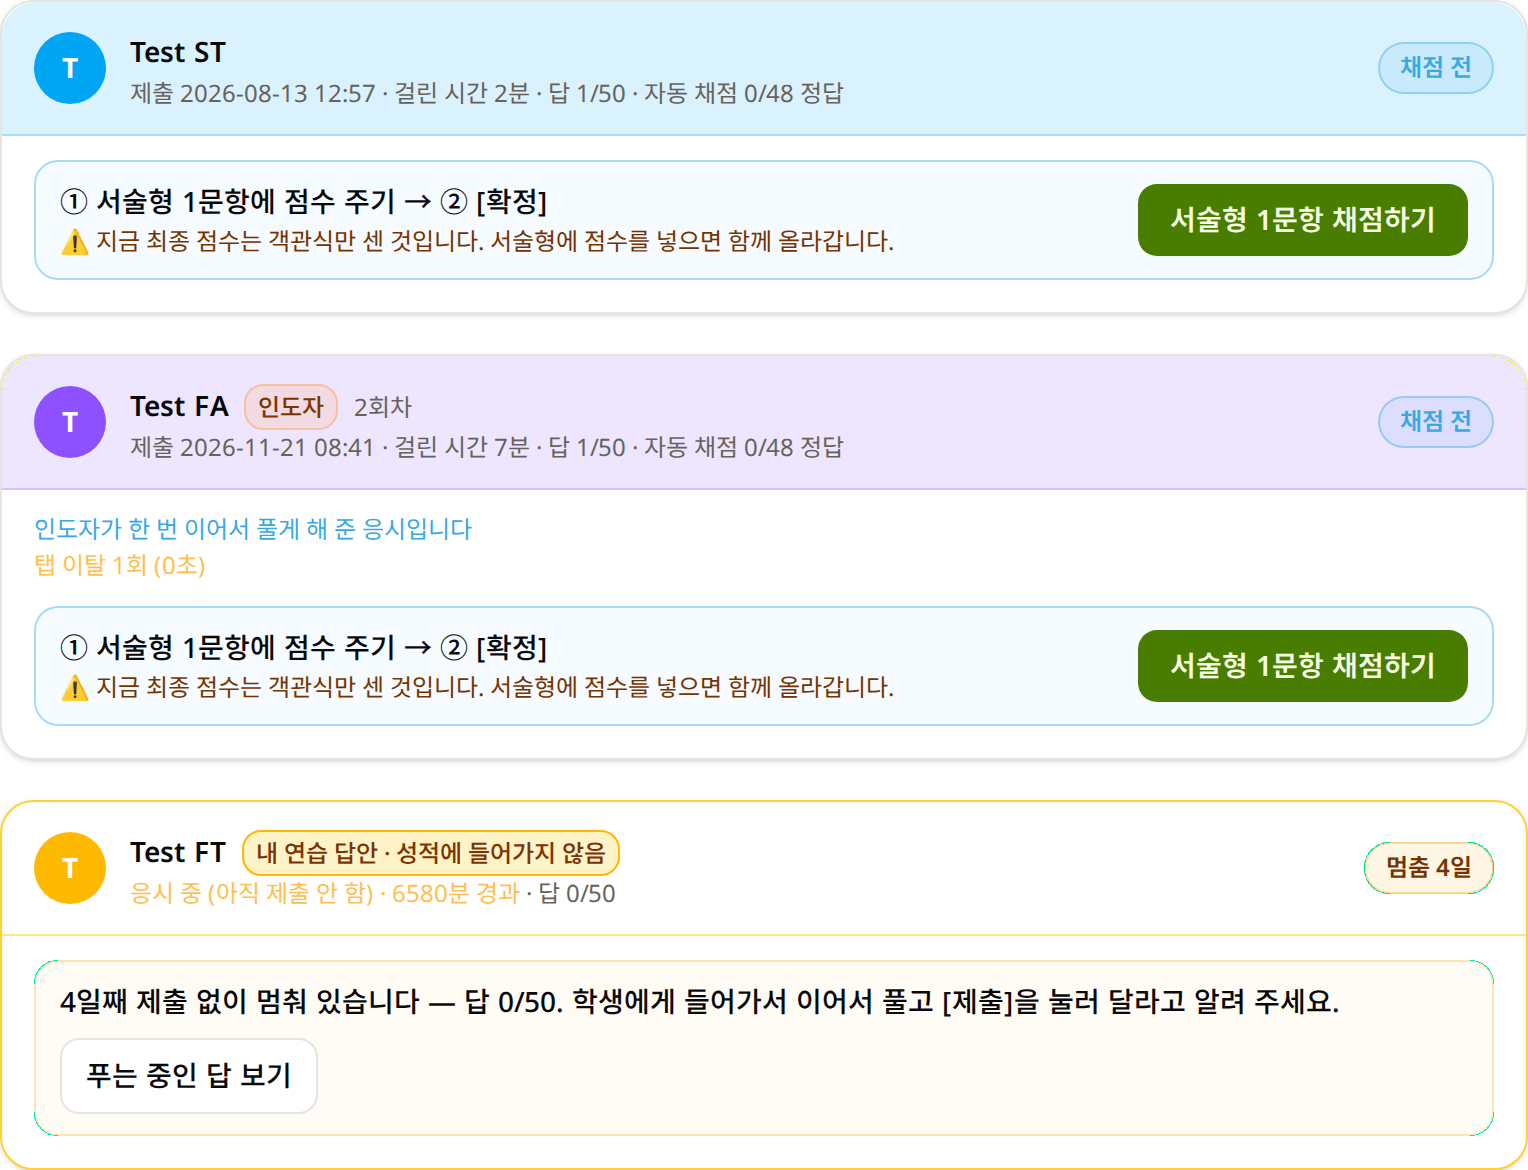 T
Test ST
제출 2026-08-13 12:57 · 걸린 시간 2분 · 답 1/50 · 자동 채점 0/48 정답
채점 전
① 서술형 1문항에 점수 주기 → ② [확정]
⚠️ 지금 최종 점수는 객관식만 센 것입니다. 서술형에 점수를 넣으면 함께 올라갑니다.
서술형 1문항 채점하기
T
Test FA 인도자 2회차
제출 2026-11-21 08:41 · 걸린 시간 7분 · 답 1/50 · 자동 채점 0/48 정답
채점 전
인도자가 한 번 이어서 풀게 해 준 응시입니다
탭 이탈 1회 (0초)
① 서술형 1문항에 점수 주기 → ② [확정]
⚠️ 지금 최종 점수는 객관식만 센 것입니다. 서술형에 점수를 넣으면 함께 올라갑니다.
서술형 1문항 채점하기
T
Test FT 내 연습 답안 · 성적에 들어가지 않음
응시 중 (아직 제출 안 함) · 6580분 경과 · 답 0/50
멈춤 4일
4일째 제출 없이 멈춰 있습니다 — 답 0/50. 학생에게 들어가서 이어서 풀고 [제출]을 눌러 달라고 알려 주세요.
푸는 중인 답 보기